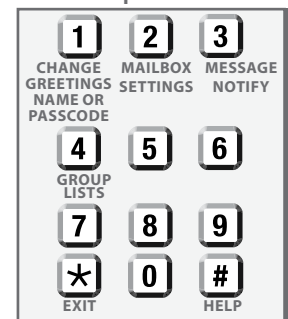 1 2 3
CHANGE MAILBOX MESSAGE
GREETINGS SETTINGS NOTIFY
NAME OR
PASSCODE
4 5 6
GROUP
LISTS
7 8 9
* 0 #
EXIT HELP